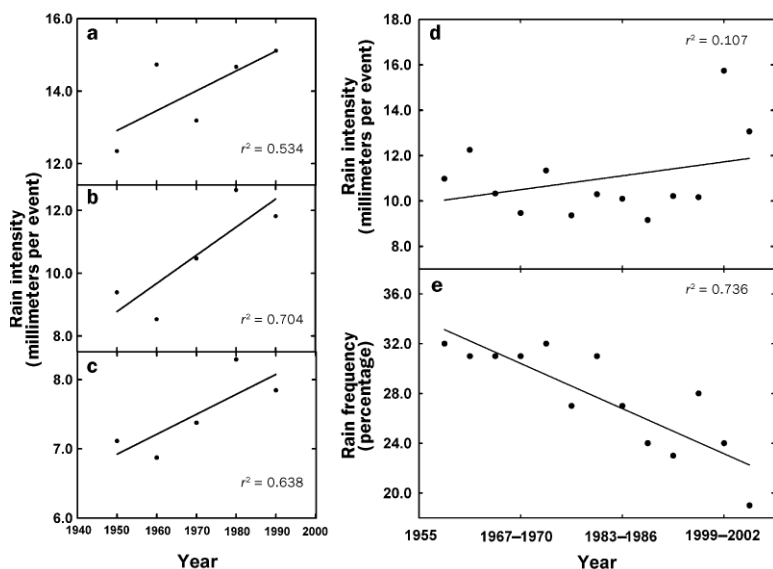 a
16.0
14.0
12.0
r² = 0.534
b
12.0
10.0
8.0
r² = 0.704
c
8.0
7.0
6.0
r² = 0.638
Rain intensity
(millimeters per event)
1940 1950 1960 1970 1980 1990 2000
Year
d
18.0
16.0
14.0
12.0
10.0
8.0
r² = 0.107
Rain intensity
(millimeters per event)
e
36.0
32.0
28.0
24.0
20.0
r² = 0.736
Rain frequency
(percentage)
1955 1967–1970 1983–1986 1999–2002
Year